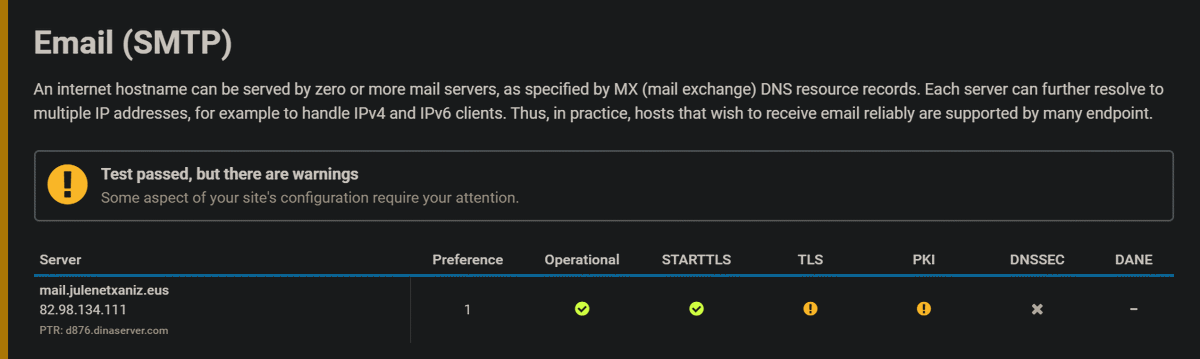 Email (SMTP)
An internet hostname can be served by zero or more mail servers, as specified by MX (mail exchange) DNS resource records. Each server can further resolve to
multiple IP addresses, for example to handle IPv4 and IPv6 clients. Thus, in practice, hosts that wish to receive email reliably are supported by many endpoint.
Test passed, but there are warnings
Some aspect of your site's configuration require your attention.
Server Preference Operational STARTTLS TLS PKI DNSSEC DANE
mail.julenetxaniz.eus
82.98.134.111 1 –
PTR: d876.dinaserver.com